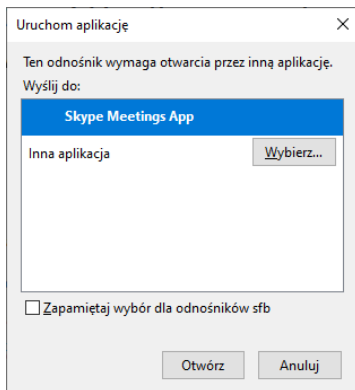 Uruchom aplikację
Ten odnośnik wymaga otwarcia przez inną aplikację.
Wyślij do:
Skype Meetings App
Inna aplikacja
Wybierz...
Zapamiętaj wybór dla odnośników sfb
Otwórz
Anuluj